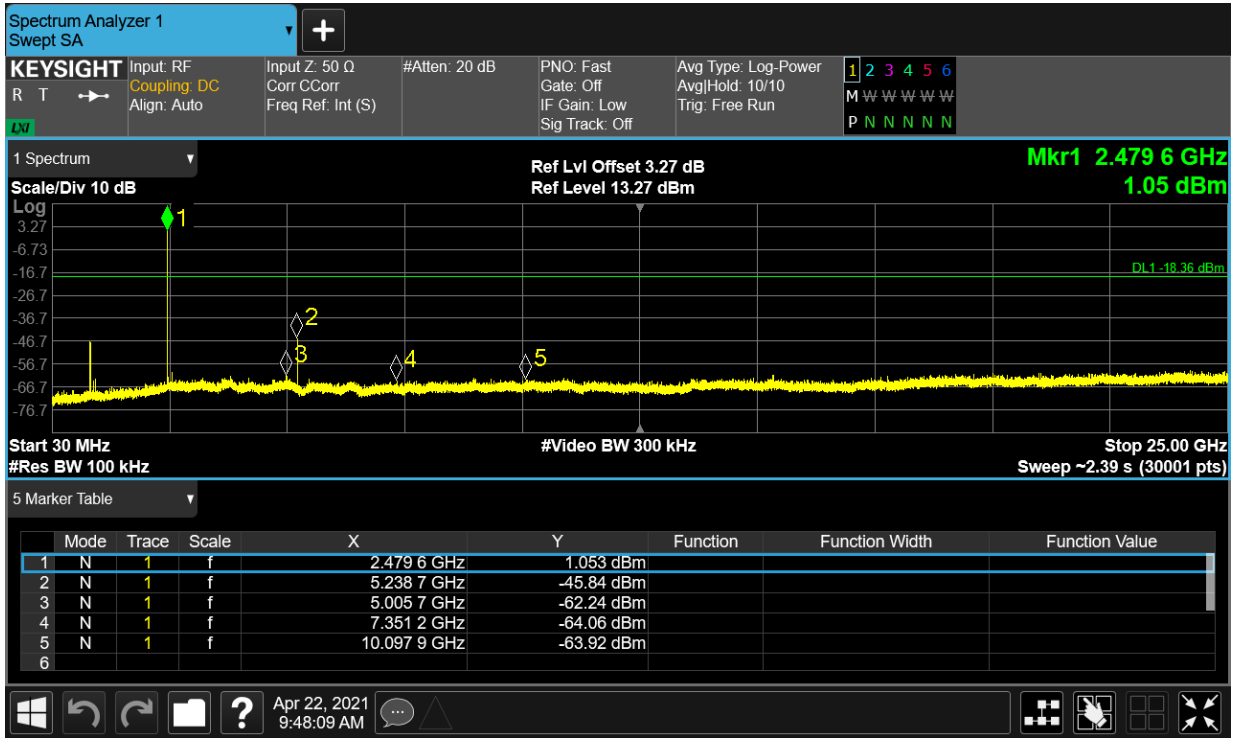 Spectrum Analyzer 1
Swept SA
KEYSIGHT
R T
LXI
Input: RF
Coupling: DC
Align: Auto
Input Z: 50 Ω
Corr CCorr
Freq Ref: Int (S)
#Atten: 20 dB
PNO: Fast
Gate: Off
IF Gain: Low
Sig Track: Off
Avg Type: Log-Power
Avg|Hold: 10/10
Trig: Free Run
1 2 3 4 5 6
M W W W W W
P N N N N N
1 Spectrum
Ref Lvl Offset 3.27 dB
Mkr1 2.479 6 GHz
Scale/Div 10 dB
Ref Level 13.27 dBm
1.05 dBm
Log
3.27
-6.73
-16.7
-26.7
-36.7
-46.7
-56.7
-66.7
-76.7
1
DL1 -18.36 dBm
2
3
4
5
Start 30 MHz
#Video BW 300 kHz
Stop 25.00 GHz
#Res BW 100 kHz
Sweep ~2.39 s (30001 pts)
5 Marker Table
Mode Trace Scale X Y Function Function Width Function Value
1 N 1 f 2.479 6 GHz 1.053 dBm
2 N 1 f 5.238 7 GHz -45.84 dBm
3 N 1 f 5.005 7 GHz -62.24 dBm
4 N 1 f 7.351 2 GHz -64.06 dBm
5 N 1 f 10.097 9 GHz -63.92 dBm
6
?
Apr 22, 2021
9:48:09 AM